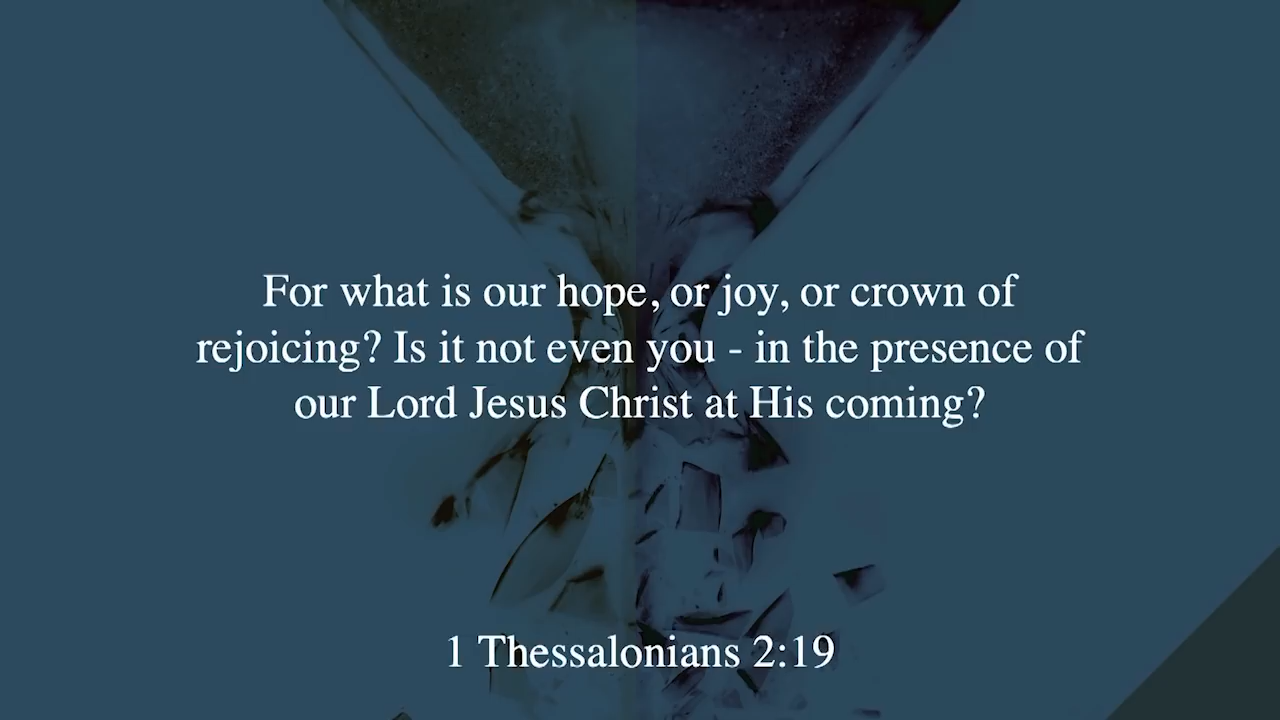 For what is our hope, or joy, or crown of
rejoicing? Is it not even you - in the presence of
our Lord Jesus Christ at His coming?
1 Thessalonians 2:19